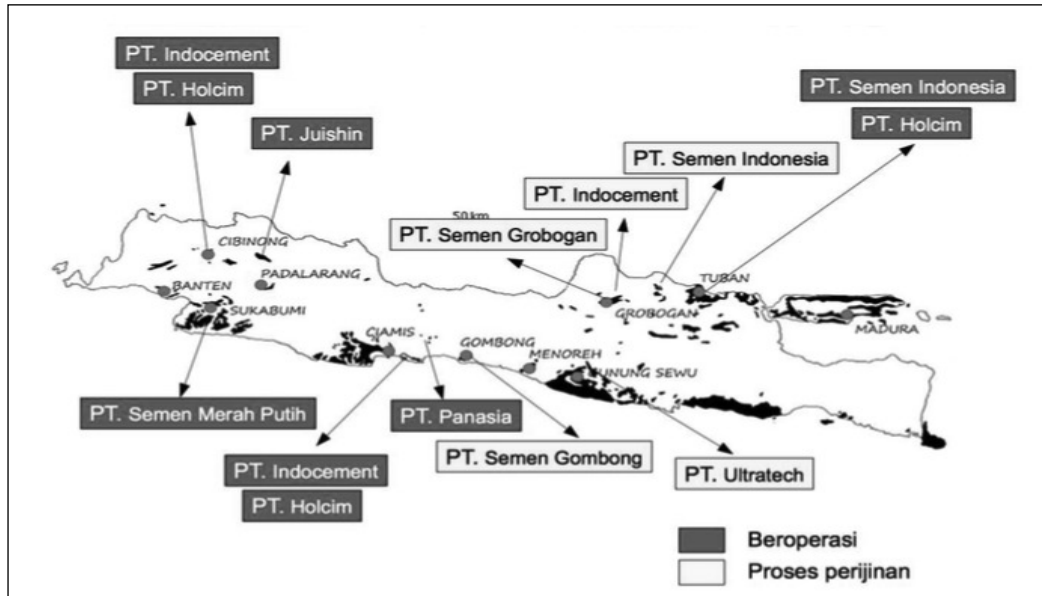 PT. Indocement
PT. Holcim
PT. Juishin
PT. Semen Indonesia
PT. Holcim
PT. Semen Indonesia
PT. Indocement
50 km
PT. Semen Grobogan
CIBINONG
PADALARANG
BANTEN
SUKABUMI
TUBAN
GROBOGAN
MADURA
CIAMIS
GOMBONG
MENOREH
GUNUNG SEWU
PT. Semen Merah Putih
PT. Panasia
PT. Semen Gombong
PT. Indocement
PT. Holcim
PT. Ultratech
Beroperasi
Proses perijinan